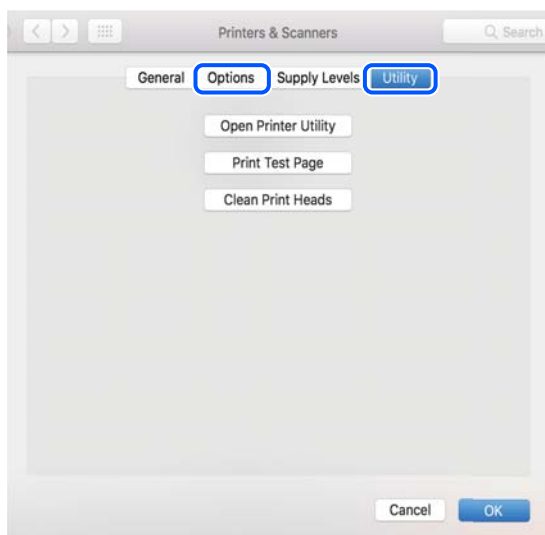 Printers & Scanners Search
General Options Supply Levels Utility
Open Printer Utility
Print Test Page
Clean Print Heads
Cancel OK